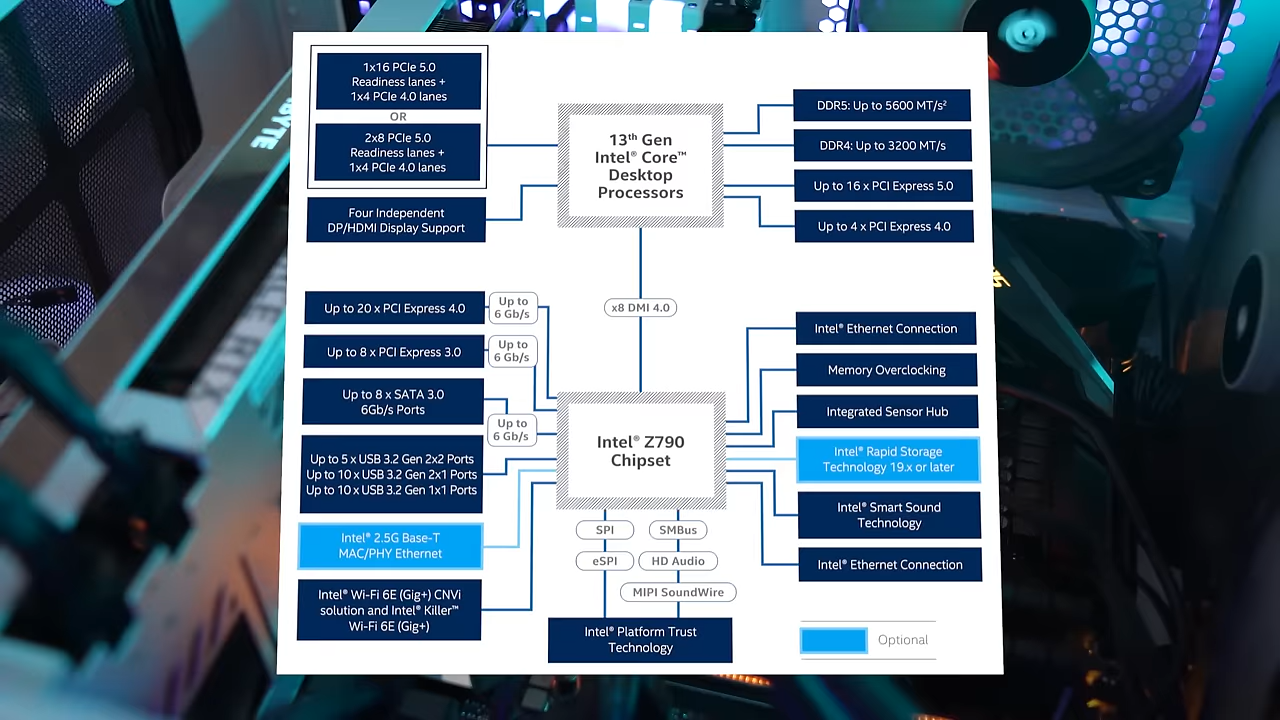 1x16 PCIe 5.0
Readiness lanes +
1x4 PCIe 4.0 lanes
OR
2x8 PCIe 5.0
Readiness lanes +
1x4 PCIe 4.0 lanes
Four Independent
DP/HDMI Display Support
13th Gen
Intel® Core™
Desktop
Processors
DDR5: Up to 5600 MT/s²
DDR4: Up to 3200 MT/s
Up to 16 x PCI Express 5.0
Up to 4 x PCI Express 4.0
x8 DMI 4.0
Up to 20 x PCI Express 4.0
Up to
6 Gb/s
Up to 8 x PCI Express 3.0
Up to
6 Gb/s
Up to 8 x SATA 3.0
6Gb/s Ports
Up to
6 Gb/s
Up to 5 x USB 3.2 Gen 2x2 Ports
Up to 10 x USB 3.2 Gen 2x1 Ports
Up to 10 x USB 3.2 Gen 1x1 Ports
Intel® 2.5G Base-T
MAC/PHY Ethernet
Intel® Wi-Fi 6E (Gig+) CNVi
solution and Intel® Killer™
Wi-Fi 6E (Gig+)
Intel® Z790
Chipset
SPI
SMBus
eSPI
HD Audio
MIPI SoundWire
Intel® Platform Trust
Technology
Intel® Ethernet Connection
Memory Overclocking
Integrated Sensor Hub
Intel® Rapid Storage
Technology 19.x or later
Intel® Smart Sound
Technology
Intel® Ethernet Connection
Optional